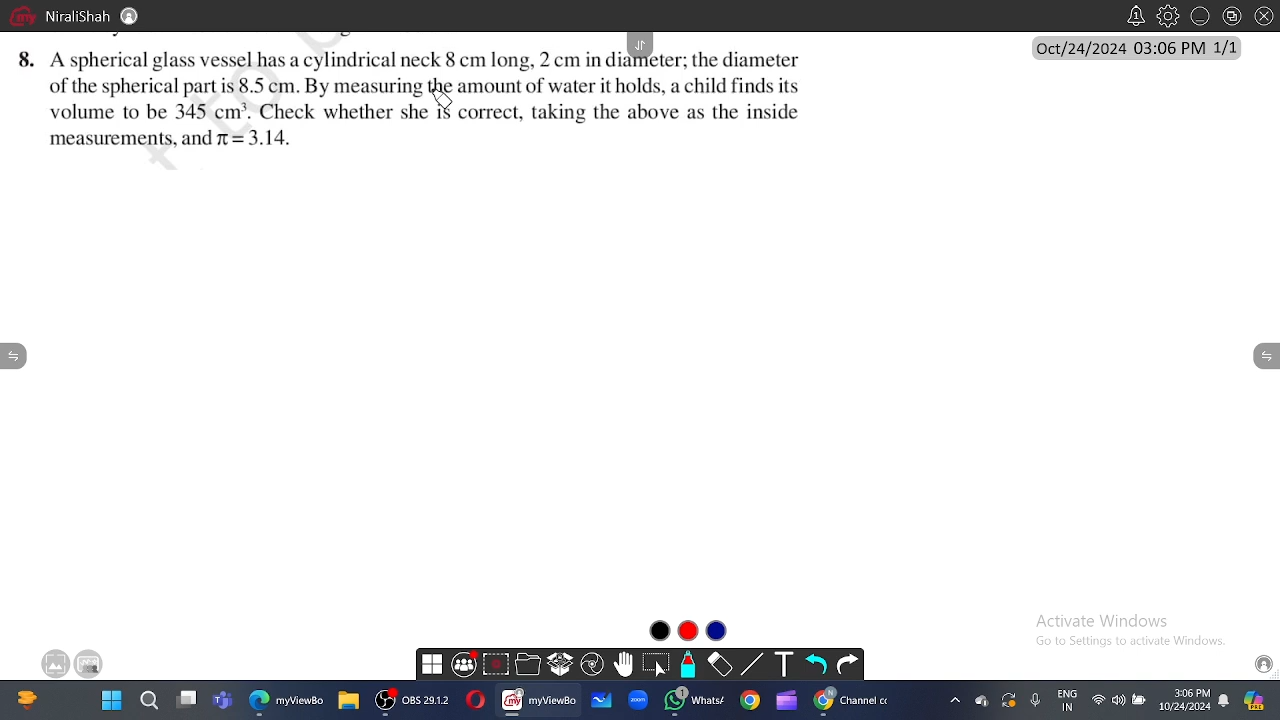 NiraliShah
Oct/24/2024 03:06 PM 1/1
8. A spherical glass vessel has a cylindrical neck 8 cm long, 2 cm in diameter; the diameter
of the spherical part is 8.5 cm. By measuring the amount of water it holds, a child finds its
volume to be 345 cm³. Check whether she is correct, taking the above as the inside
measurements, and π = 3.14.
Activate Windows
Go to Settings to activate Windows.
myViewBo
OBS 29.1.2
myViewBo
WhatsA
Channel cc
ENG
IN
3:06 PM
10/24/2024